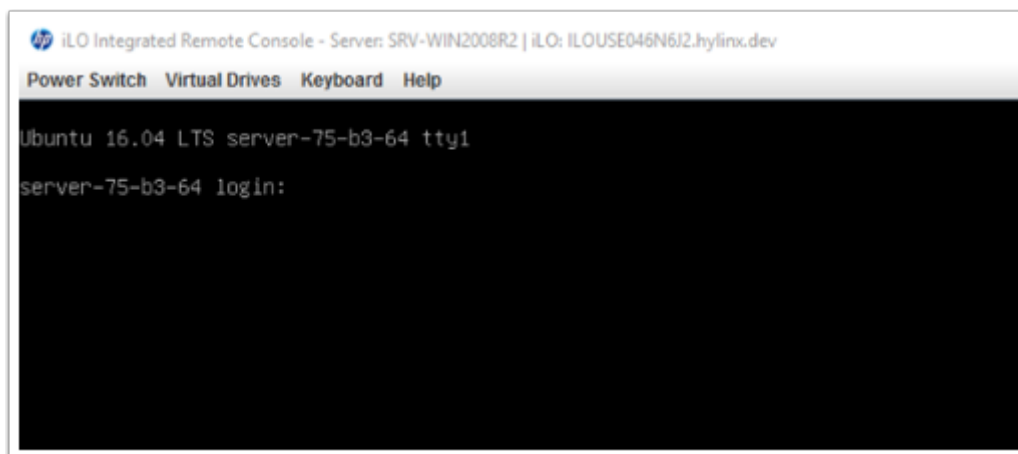 iLO Integrated Remote Console - Server: SRV-WIN2008R2 | iLO: ILOUSE046N6J2.hylinx.dev
Power Switch Virtual Drives Keyboard Help
Ubuntu 16.04 LTS server-75-b3-64 tty1
server-75-b3-64 login: